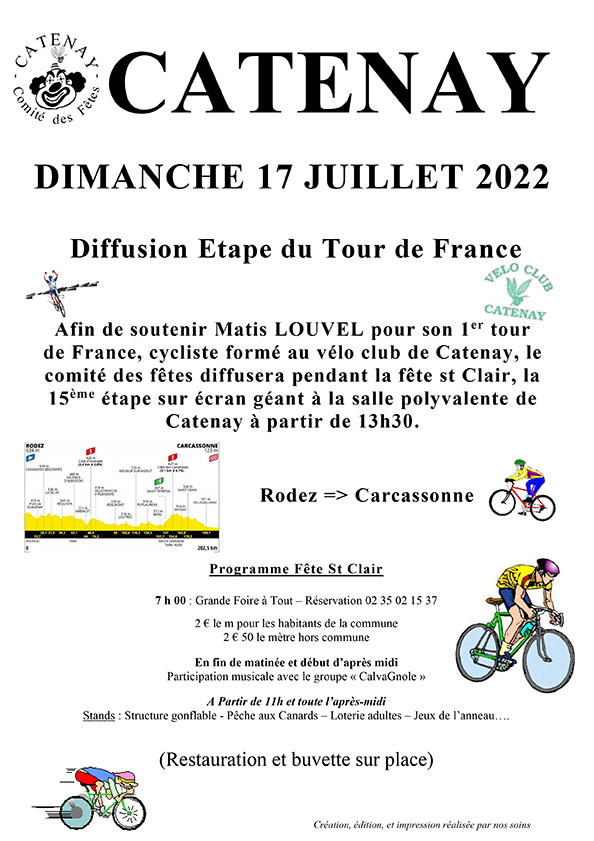 CATENAY
Comité des Fêtes
CATENAY
DIMANCHE 17 JUILLET 2022
Diffusion Etape du Tour de France
VELO CLUB
CATENAY
Afin de soutenir Matis LOUVEL pour son 1er tour
de France, cycliste formé au vélo club de Catenay, le
comité des fêtes diffusera pendant la fête st Clair, la
15ème étape sur écran géant à la salle polyvalente de
Catenay à partir de 13h30.
RODEZ
CARCASSONNE
123 m
202,5 km
Rodez => Carcassonne
Programme Fête St Clair
7 h 00 : Grande Foire à Tout – Réservation 02 35 02 15 37
2 € le m pour les habitants de la commune
2 € 50 le mètre hors commune
En fin de matinée et début d'après midi
Participation musicale avec le groupe « CalvaGnole »
A Partir de 11h et toute l'après-midi
Stands : Structure gonflable - Pêche aux Canards – Loterie adultes – Jeux de l'anneau….
(Restauration et buvette sur place)
Création, édition, et impression réalisée par nos soins